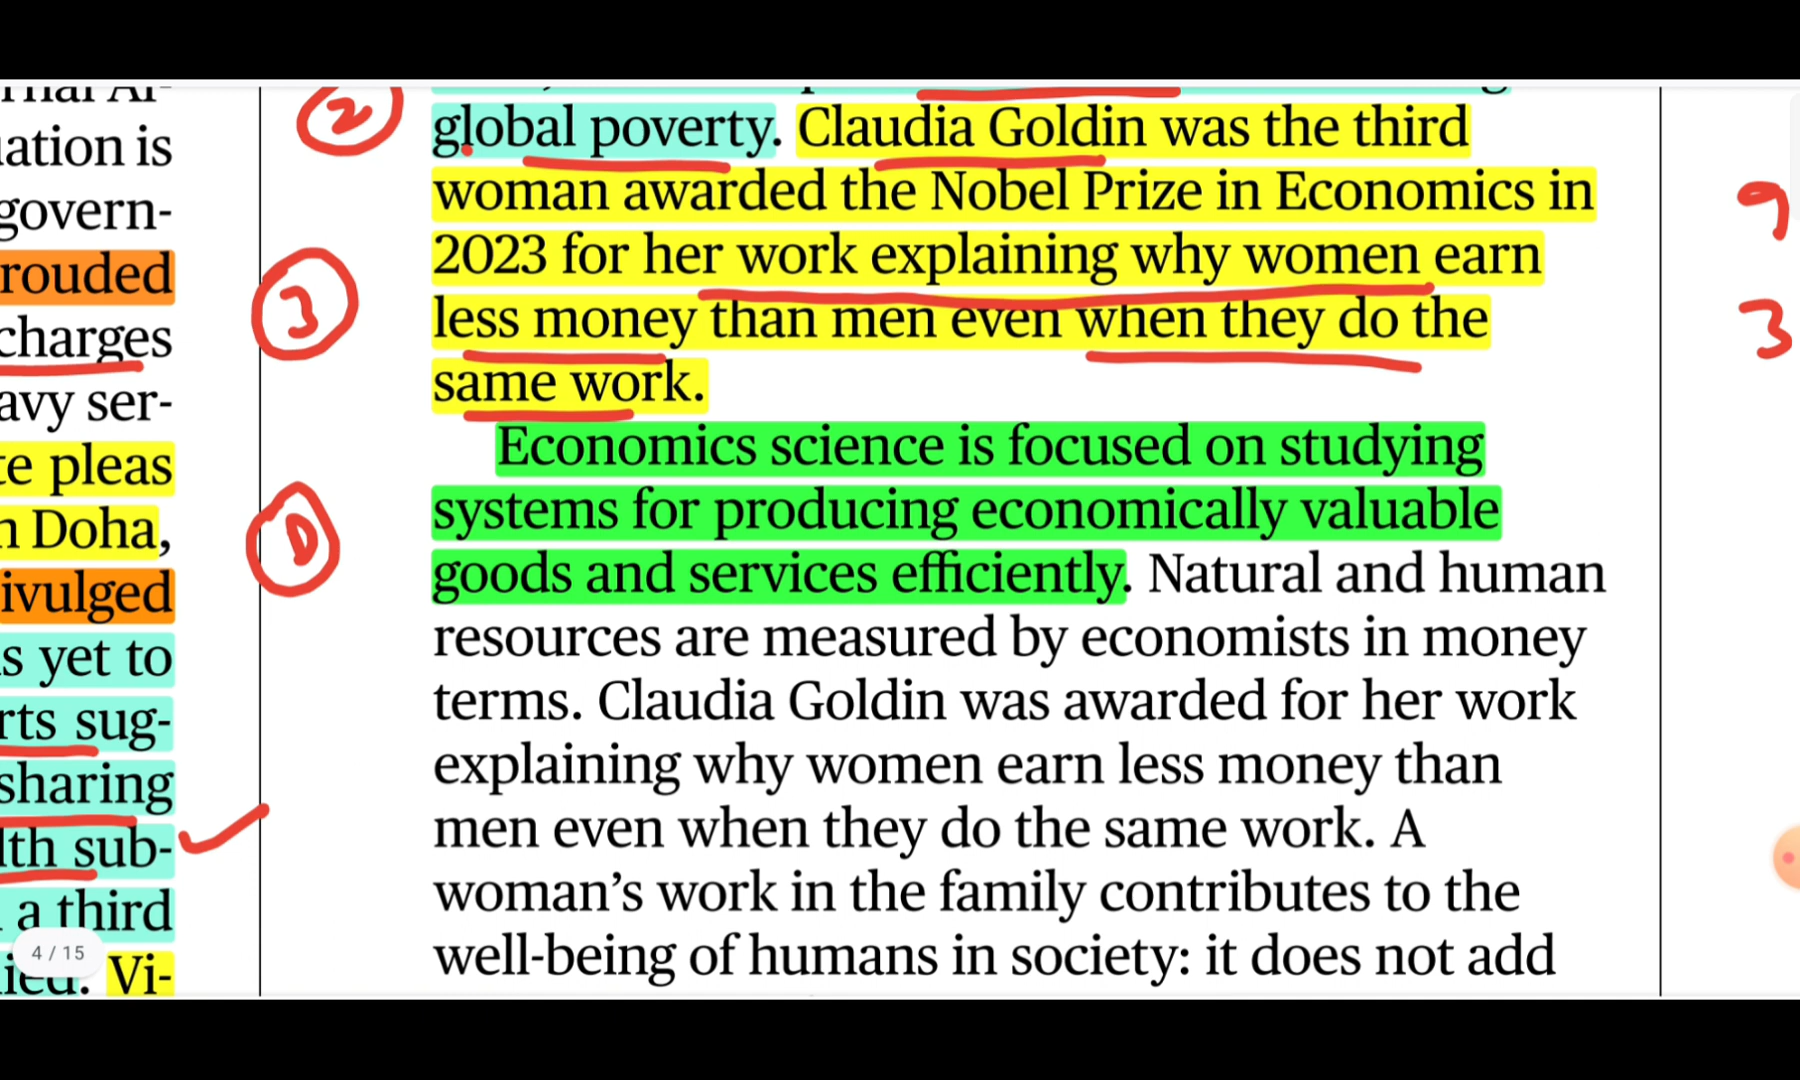 ation is
govern-
rouded
charges
avy ser-
te pleas
n Doha,
ivulged
s yet to
rts sug-
sharing
lth sub-
a third
4 / 15
Vi-
2
global poverty. Claudia Goldin was the third
woman awarded the Nobel Prize in Economics in
2023 for her work explaining why women earn
3
less money than men even when they do the
same work.
Economics science is focused on studying
systems for producing economically valuable
goods and services efficiently. Natural and human
resources are measured by economists in money
terms. Claudia Goldin was awarded for her work
explaining why women earn less money than
men even when they do the same work. A
woman’s work in the family contributes to the
well-being of humans in society: it does not add
3